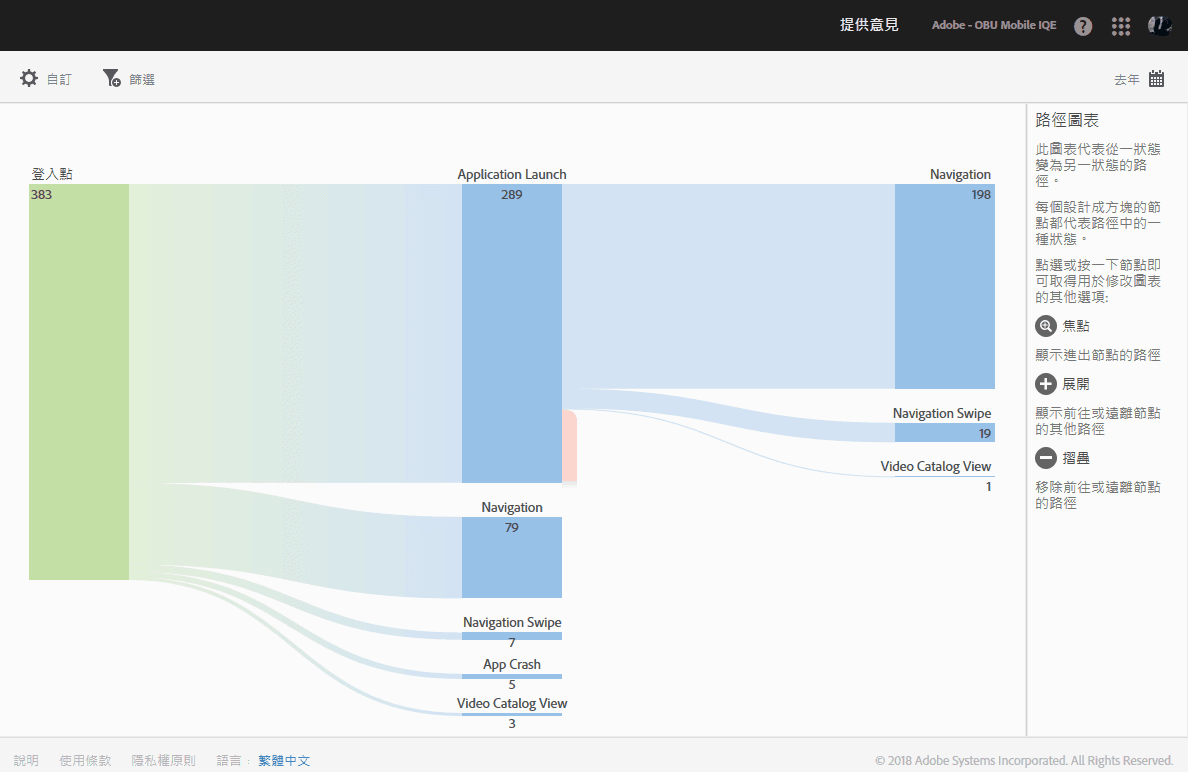 提供意見
Adobe - OBU Mobile IQE
?
自訂
篩選
去年
登入點
383
Application Launch
289
Navigation
198
Navigation Swipe
19
Video Catalog View
1
Navigation
79
Navigation Swipe
7
App Crash
5
Video Catalog View
3
路徑圖表
此圖表代表從一狀態
變為另一狀態的路
徑。
每個設計成方塊的節
點都代表路徑中的一
種狀態。
點選或按一下節點即
可取得用於修改圖表
的其他選項:
焦點
顯示進出節點的路徑
展開
顯示前往或遠離節點
的其他路徑
摺疊
移除前往或遠離節點
的路徑
說明 使用條款 隱私權原則 語言: 繁體中文
© 2018 Adobe Systems Incorporated. All Rights Reserved.